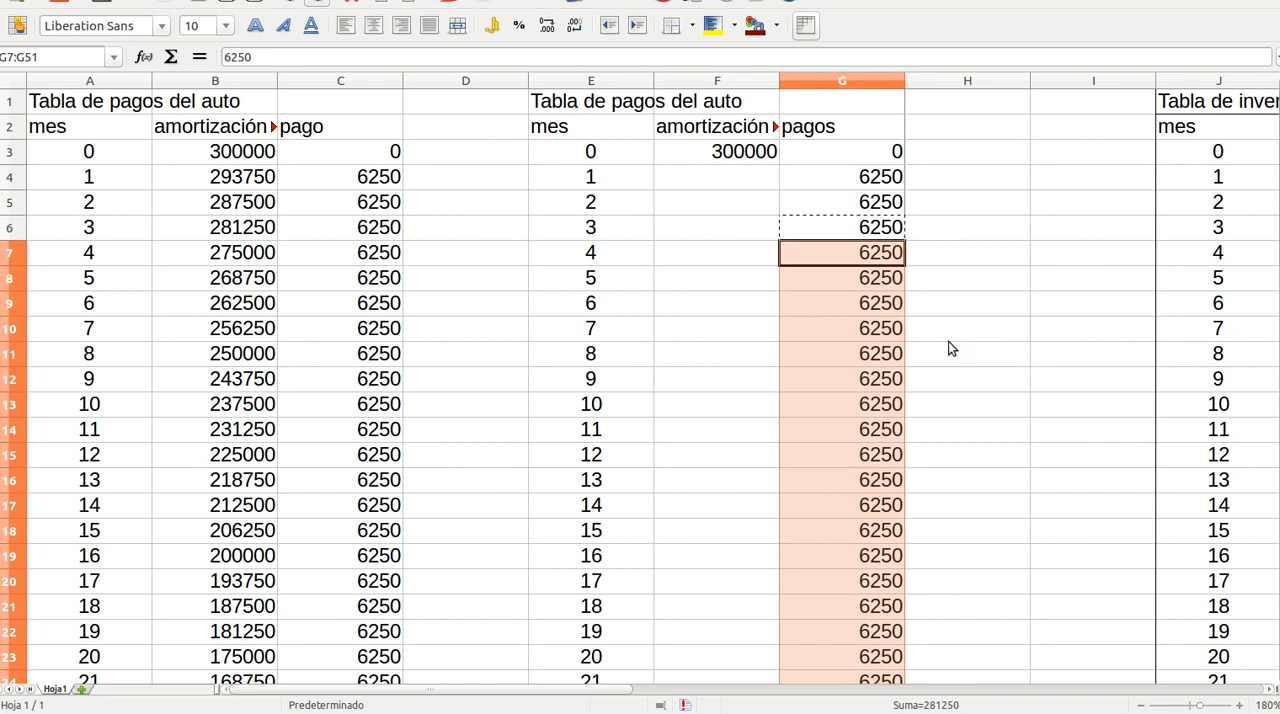 Liberation Sans 10
G7:G51 6250
A B C D E F G H I J
1 Tabla de pagos del auto Tabla de pagos del auto Tabla de inver
2 mes amortización pago mes amortización pagos mes
3 0 300000 0 0 300000 0 0
4 1 293750 6250 1 6250 1
5 2 287500 6250 2 6250 2
6 3 281250 6250 3 6250 3
7 4 275000 6250 4 6250 4
8 5 268750 6250 5 6250 5
9 6 262500 6250 6 6250 6
10 7 256250 6250 7 6250 7
11 8 250000 6250 8 6250 8
12 9 243750 6250 9 6250 9
13 10 237500 6250 10 6250 10
14 11 231250 6250 11 6250 11
15 12 225000 6250 12 6250 12
16 13 218750 6250 13 6250 13
17 14 212500 6250 14 6250 14
18 15 206250 6250 15 6250 15
19 16 200000 6250 16 6250 16
20 17 193750 6250 17 6250 17
21 18 187500 6250 18 6250 18
22 19 181250 6250 19 6250 19
23 20 175000 6250 20 6250 20
24 21 168750 6250 21 6250 21
Hoja1
Hoja 1 / 1 Predeterminado Suma=281250 180%